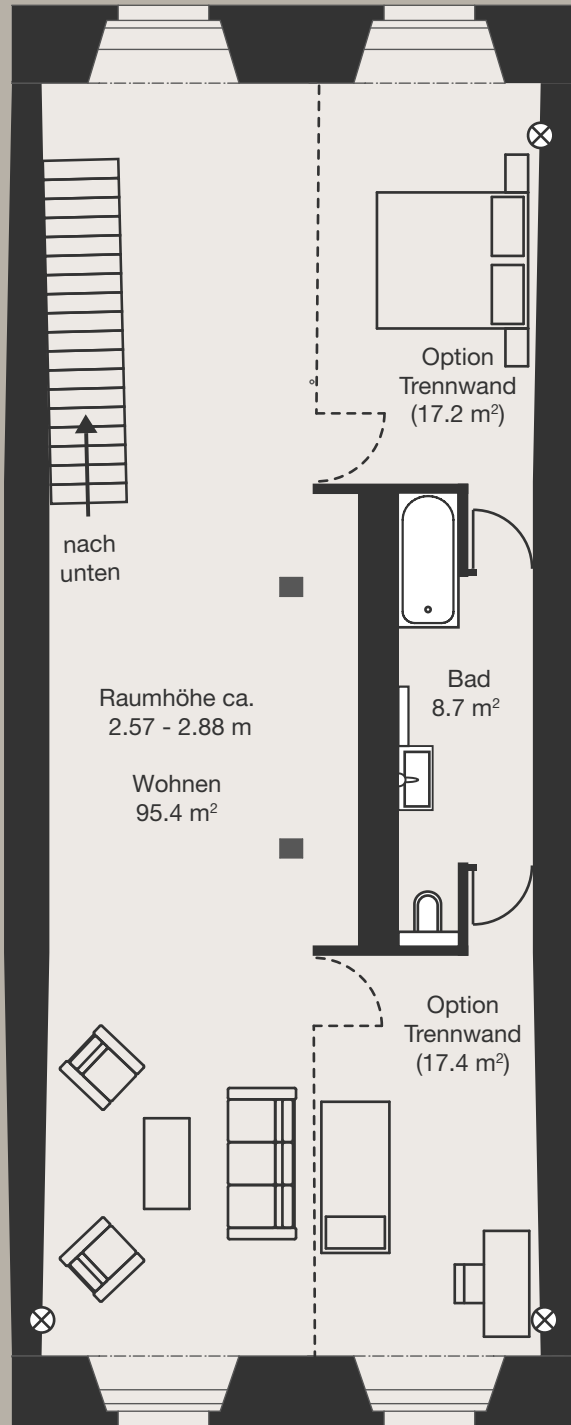 Option
Trennwand
(17.2 m²)
nach
unten
Raumhöhe ca.
2.57 - 2.88 m
Wohnen
95.4 m²
Bad
8.7 m²
Option
Trennwand
(17.4 m²)